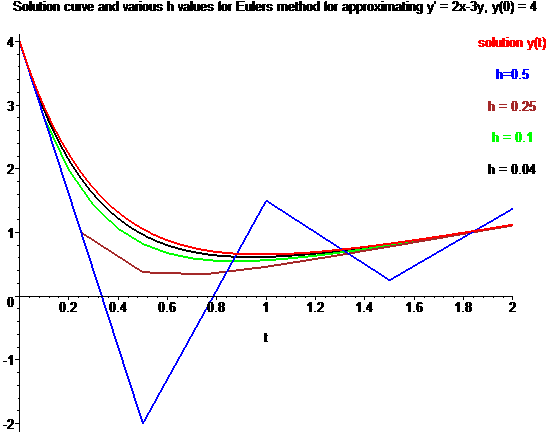 Solution curve and various h values for Eulers method for approximating y' = 2x-3y, y(0) = 4
4
solution y(t)
h=0.5
3
h = 0.25
h = 0.1
2
h = 0.04
1
0
0.2 0.4 0.6 0.8 1 1.2 1.4 1.6 1.8 2
t
-1
-2